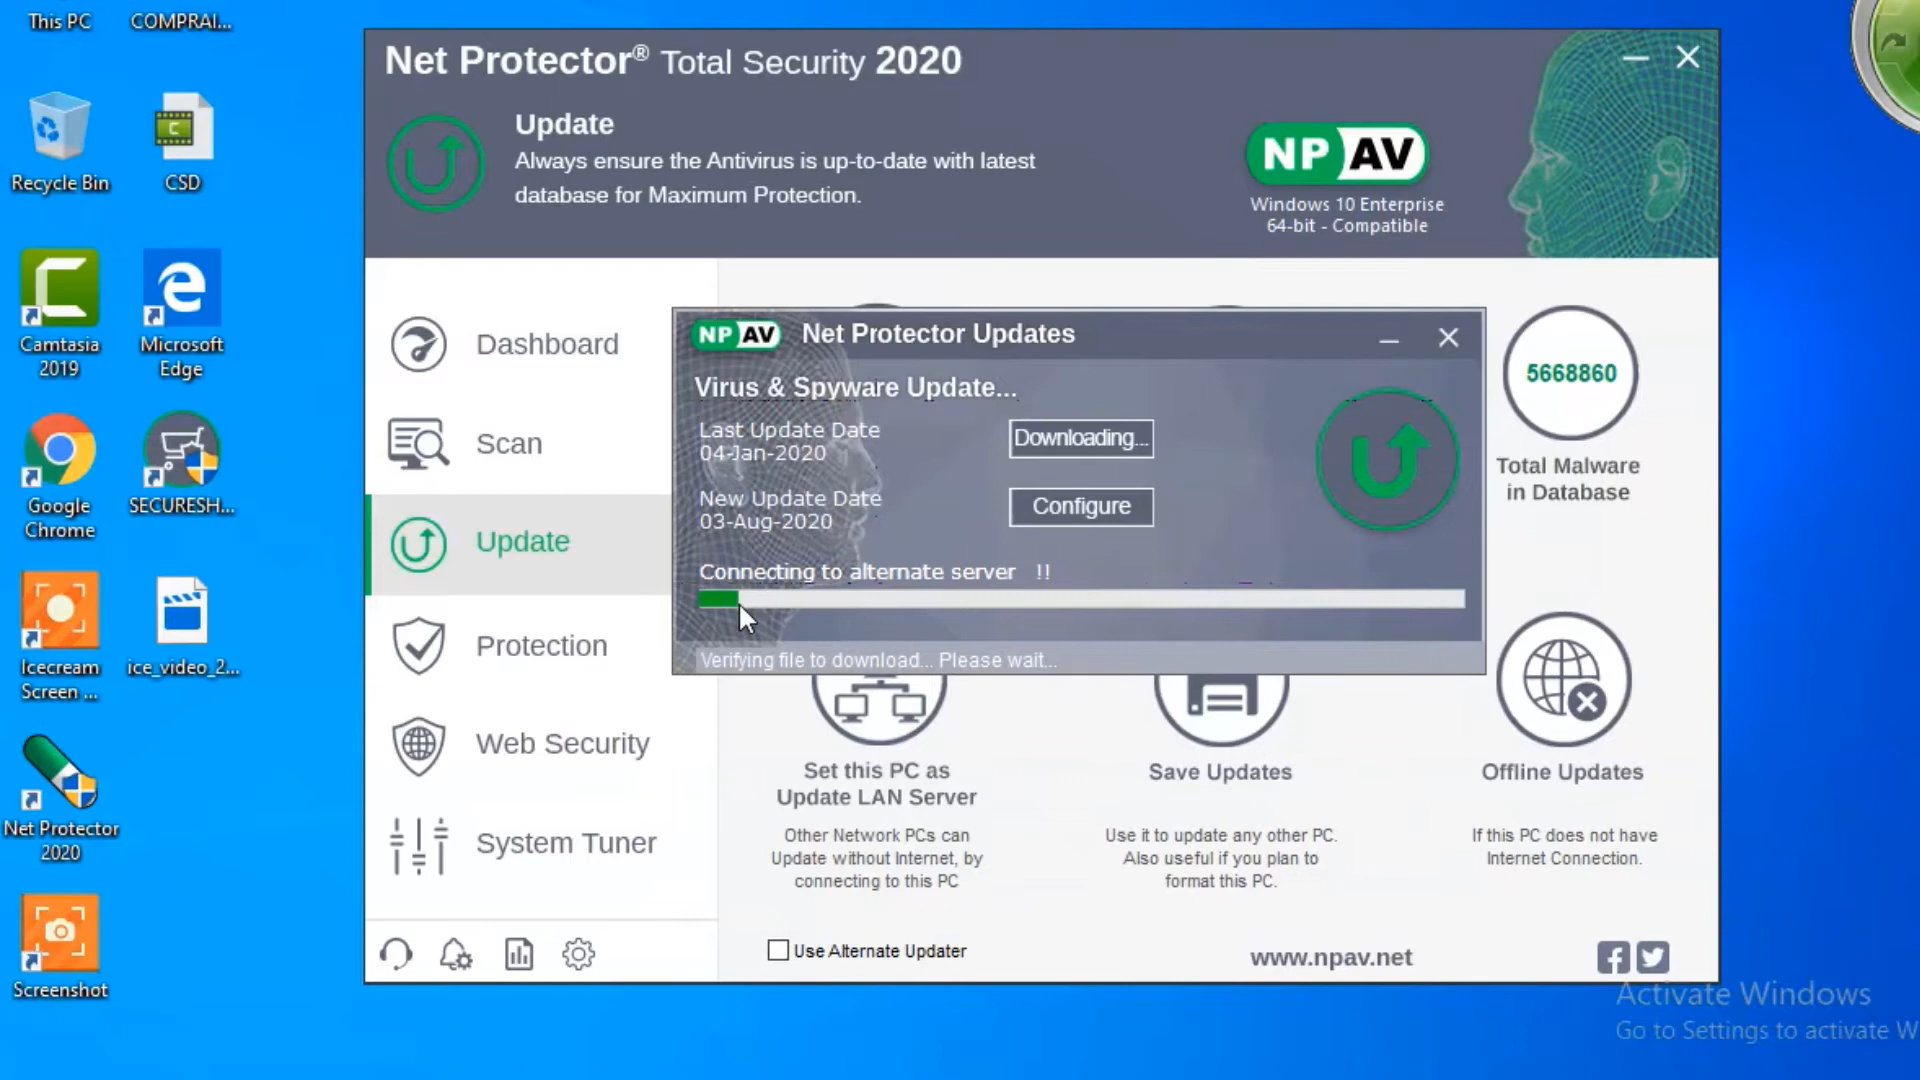 This PC
COMPRAI...
Recycle Bin
CSD
Camtasia
2019
Microsoft
Edge
Google
Chrome
SECURESH...
Icecream
Screen ...
ice_video_2...
Net Protector
2020
Screenshot
Net Protector® Total Security 2020
Update
Always ensure the Antivirus is up-to-date with latest
database for Maximum Protection.
NP AV
Windows 10 Enterprise
64-bit - Compatible
Dashboard
Scan
Update
Protection
Web Security
System Tuner
NP AV Net Protector Updates
Virus & Spyware Update...
Last Update Date
04-Jan-2020
Downloading...
New Update Date
03-Aug-2020
Configure
Connecting to alternate server !!
Verifying file to download... Please wait...
5668860
Total Malware
in Database
Set this PC as
Update LAN Server
Other Network PCs can
Update without Internet, by
connecting to this PC
Save Updates
Use it to update any other PC.
Also useful if you plan to
format this PC.
Offline Updates
If this PC does not have
Internet Connection.
Use Alternate Updater
www.npav.net
Activate Windows
Go to Settings to activate W